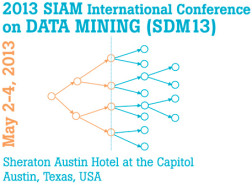 2013 SIAM International Conference
on DATA MINING (SDM13)
May 2-4, 2013
Sheraton Austin Hotel at the Capitol
Austin, Texas, USA